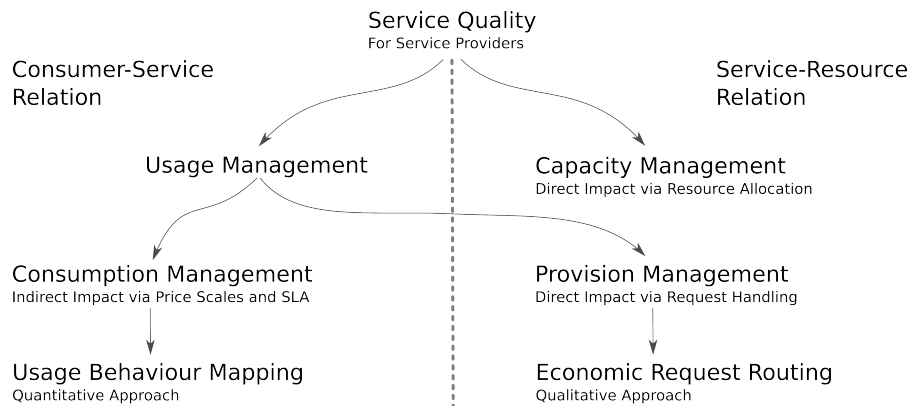 Service Quality
For Service Providers
Consumer-Service
Relation
Service-Resource
Relation
Usage Management
Capacity Management
Direct Impact via Resource Allocation
Consumption Management
Indirect Impact via Price Scales and SLA
Provision Management
Direct Impact via Request Handling
Usage Behaviour Mapping
Quantitative Approach
Economic Request Routing
Qualitative Approach